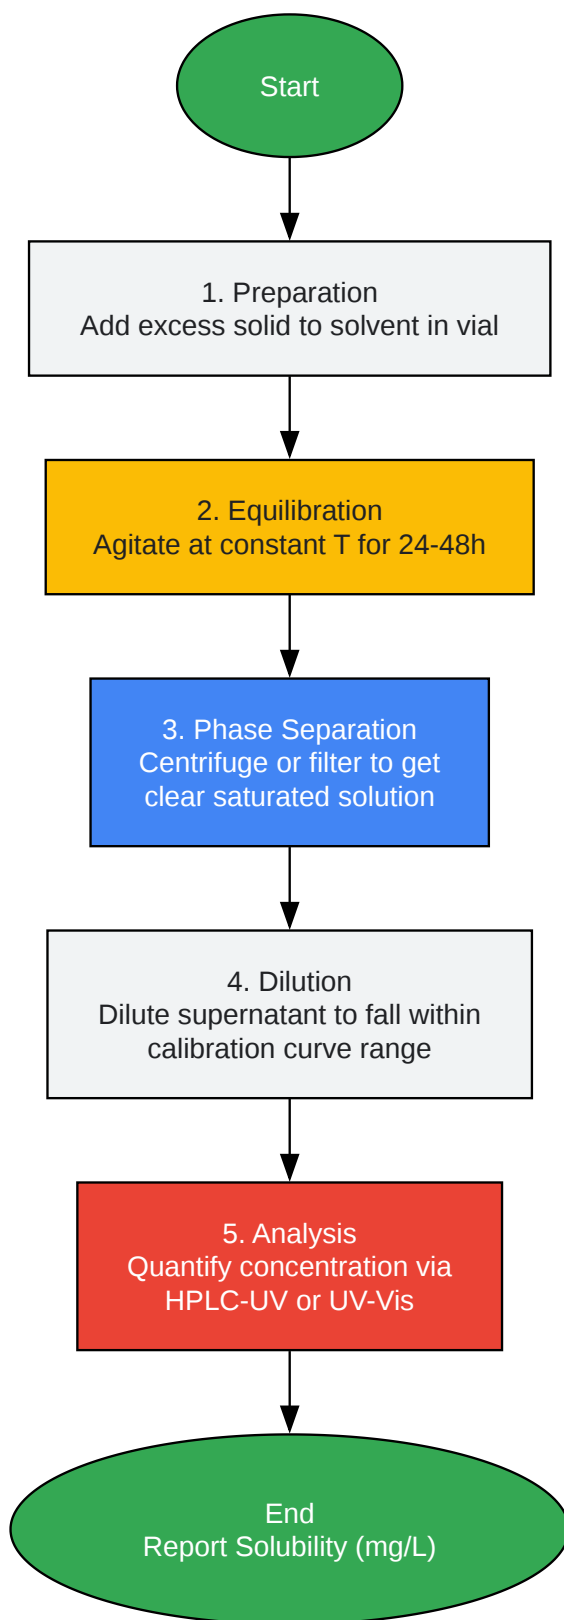 Start
1. Preparation
Add excess solid to solvent in vial
2. Equilibration
Agitate at constant T for 24-48h
3. Phase Separation
Centrifuge or filter to get
clear saturated solution
4. Dilution
Dilute supernatant to fall within
calibration curve range
5. Analysis
Quantify concentration via
HPLC-UV or UV-Vis
End
Report Solubility (mg/L)